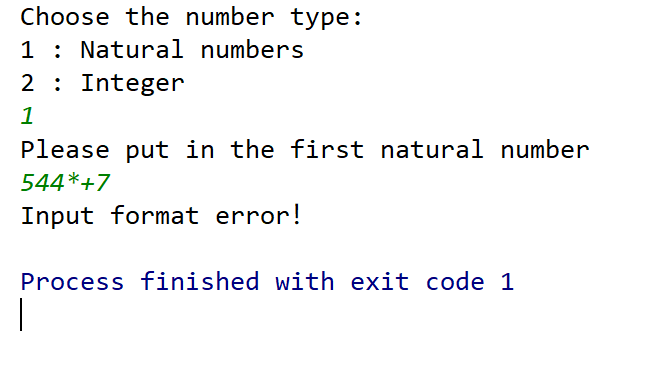 Choose the number type:
1 : Natural numbers
2 : Integer
1
Please put in the first natural number
544*+7
Input format error!
Process finished with exit code 1